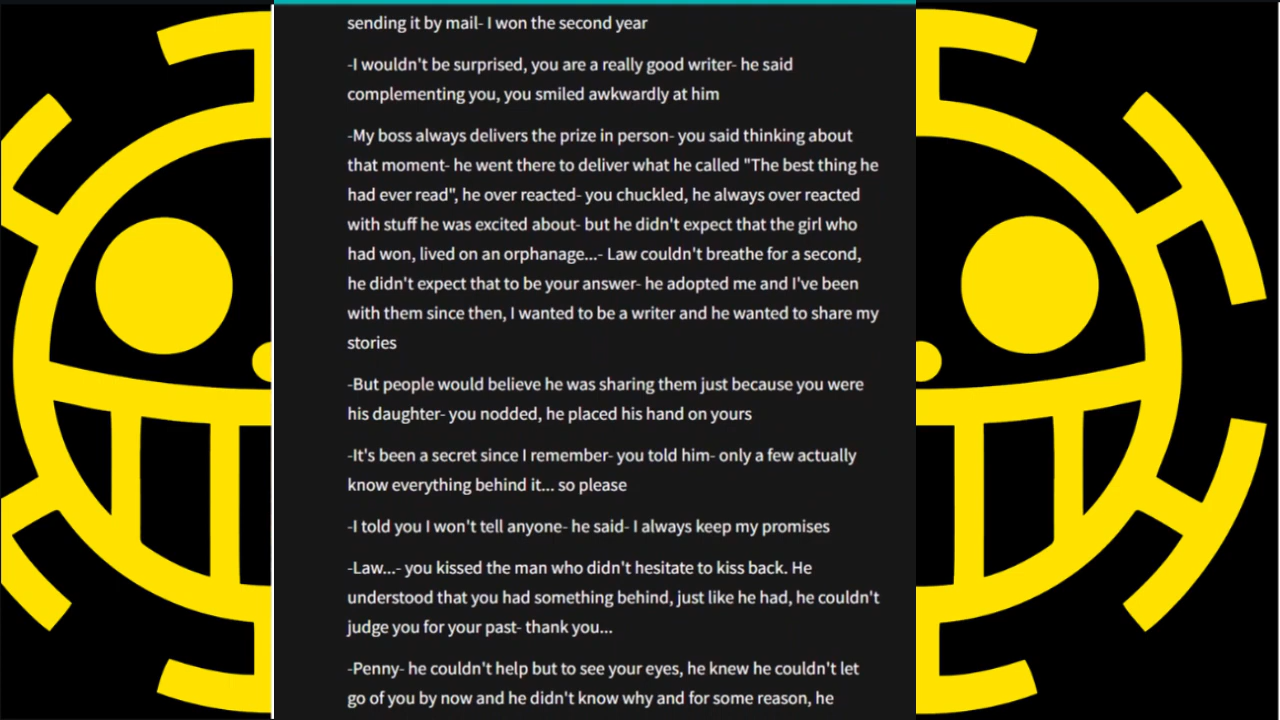 sending it by mail- I won the second year
-I wouldn't be surprised, you are a really good writer- he said
complementing you, you smiled awkwardly at him
-My boss always delivers the prize in person- you said thinking about
that moment- he went there to deliver what he called "The best thing he
had ever read", he over reacted- you chuckled, he always over reacted
with stuff he was excited about- but he didn't expect that the girl who
had won, lived on an orphanage...- Law couldn't breathe for a second,
he didn't expect that to be your answer- he adopted me and I've been
with them since then, I wanted to be a writer and he wanted to share my
stories
-But people would believe he was sharing them just because you were
his daughter- you nodded, he placed his hand on yours
-It's been a secret since I remember- you told him- only a few actually
know everything behind it... so please
-I told you I won't tell anyone- he said- I always keep my promises
-Law...- you kissed the man who didn't hesitate to kiss back. He
understood that you had something behind, just like he had, he couldn't
judge you for your past- thank you...
-Penny- he couldn't help but to see your eyes, he knew he couldn't let
go of you by now and he didn't know why and for some reason, he